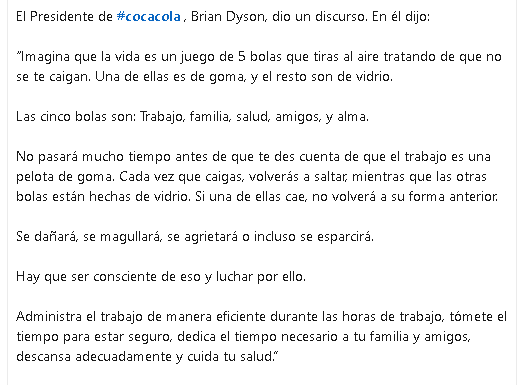 El Presidente de #cocacola , Brian Dyson, dio un discurso. En él dijo:
"Imagina que la vida es un juego de 5 bolas que tiras al aire tratando de que no
se te caigan. Una de ellas es de goma, y el resto son de vidrio.
Las cinco bolas son: Trabajo, familia, salud, amigos, y alma.
No pasará mucho tiempo antes de que te des cuenta de que el trabajo es una
pelota de goma. Cada vez que caigas, volverás a saltar, mientras que las otras
bolas están hechas de vidrio. Si una de ellas cae, no volverá a su forma anterior.
Se dañará, se magullará, se agrietará o incluso se esparcirá.
Hay que ser consciente de eso y luchar por ello.
Administra el trabajo de manera eficiente durante las horas de trabajo, tómete el
tiempo para estar seguro, dedica el tiempo necesario a tu familia y amigos,
descansa adecuadamente y cuida tu salud."